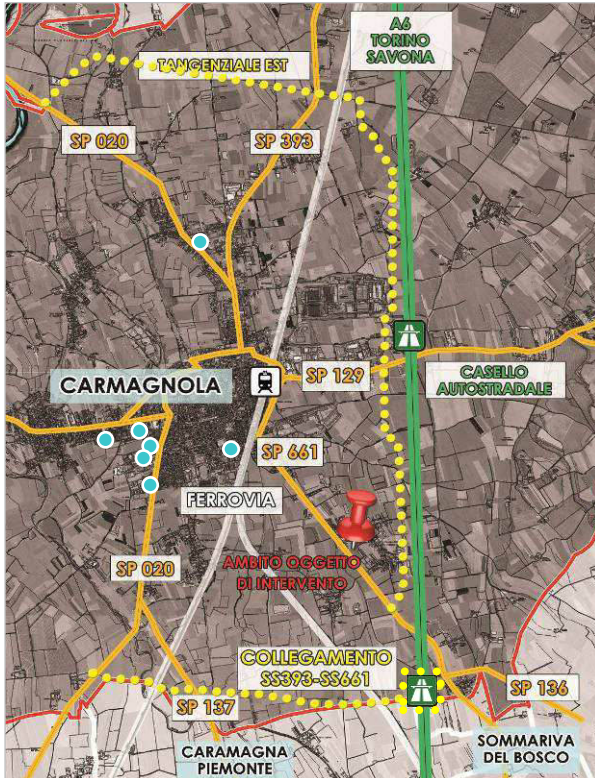 A6
TORINO
SAVONA
TANGENZIALE EST
SP 020
SP 393
CARMAGNOLA
SP 129
CASELLO
AUTOSTRADALE
SP 661
FERROVIA
AMBITO OGGETTO
DI INTERVENTO
SP 020
COLLEGAMENTO
SS393-SS661
SP 137
SP 136
CARAMAGNA
PIEMONTE
SOMMARIVA
DEL BOSCO